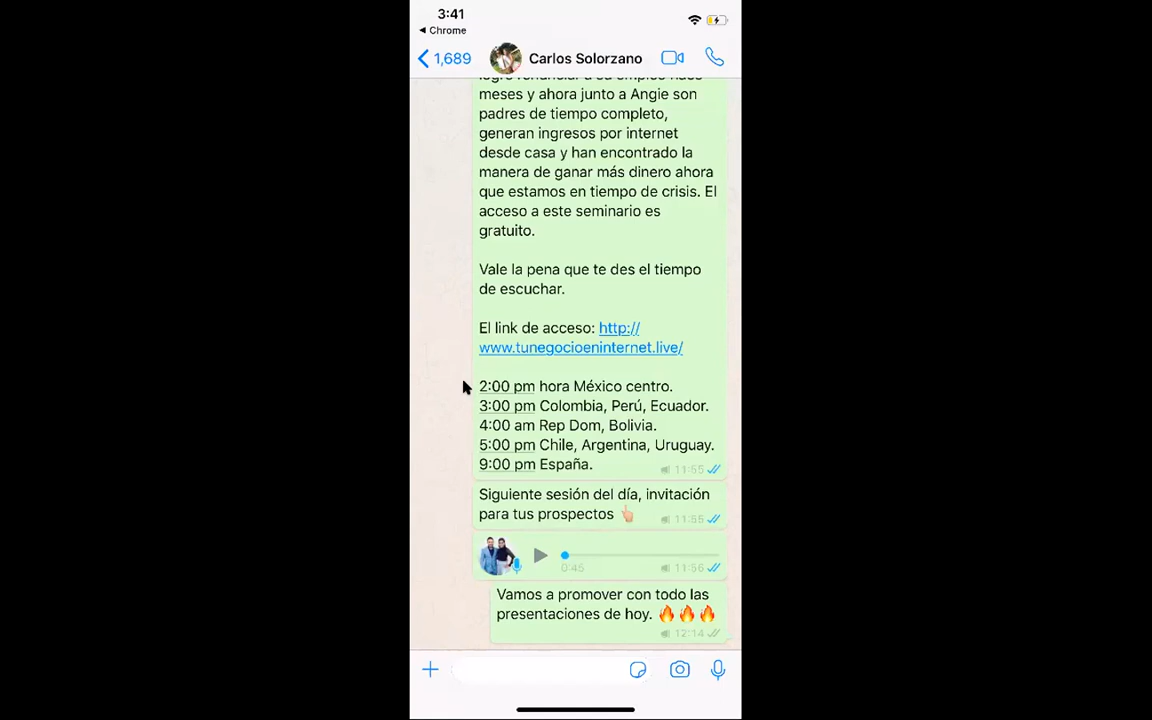 3:41
Chrome
1,689
Carlos Solorzano
meses y ahora junto a Angie son
padres de tiempo completo,
generan ingresos por internet
desde casa y han encontrado la
manera de ganar más dinero ahora
que estamos en tiempo de crisis. El
acceso a este seminario es
gratuito.
Vale la pena que te des el tiempo
de escuchar.
El link de acceso: http://
www.tunegocioeninternet.live/
2:00 pm hora México centro.
3:00 pm Colombia, Perú, Ecuador.
4:00 am Rep Dom, Bolivia.
5:00 pm Chile, Argentina, Uruguay.
9:00 pm España.
11:55
Siguiente sesión del día, invitación
para tus prospectos
11:55
0:45
11:56
Vamos a promover con todo las
presentaciones de hoy. 🔥🔥🔥
12:14